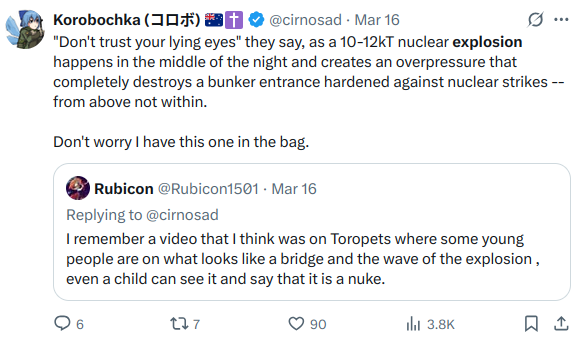 Korobochka (コロボ) 🇦🇺✝️ @cirnosad · Mar 16
"Don't trust your lying eyes" they say, as a 10-12kT nuclear explosion
happens in the middle of the night and creates an overpressure that
completely destroys a bunker entrance hardened against nuclear strikes --
from above not within.
Don't worry I have this one in the bag.
Rubicon @Rubicon1501 · Mar 16
Replying to @cirnosad
I remember a video that I think was on Toropets where some young
people are on what looks like a bridge and the wave of the explosion ,
even a child can see it and say that it is a nuke.
6 7 90 3.8K